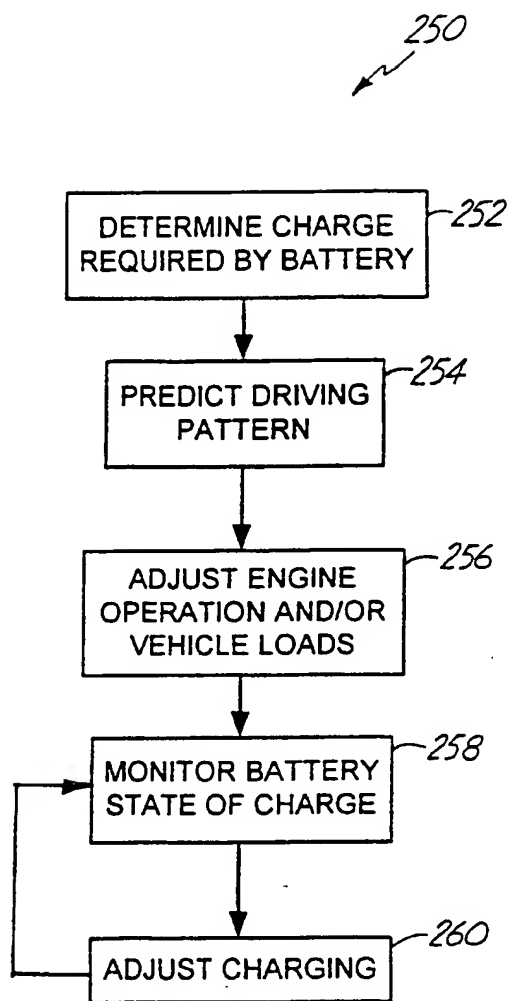 250
DETERMINE CHARGE
REQUIRED BY BATTERY
252
PREDICT DRIVING
PATTERN
254
ADJUST ENGINE
OPERATION AND/OR
VEHICLE LOADS
256
MONITOR BATTERY
STATE OF CHARGE
258
ADJUST CHARGING
260